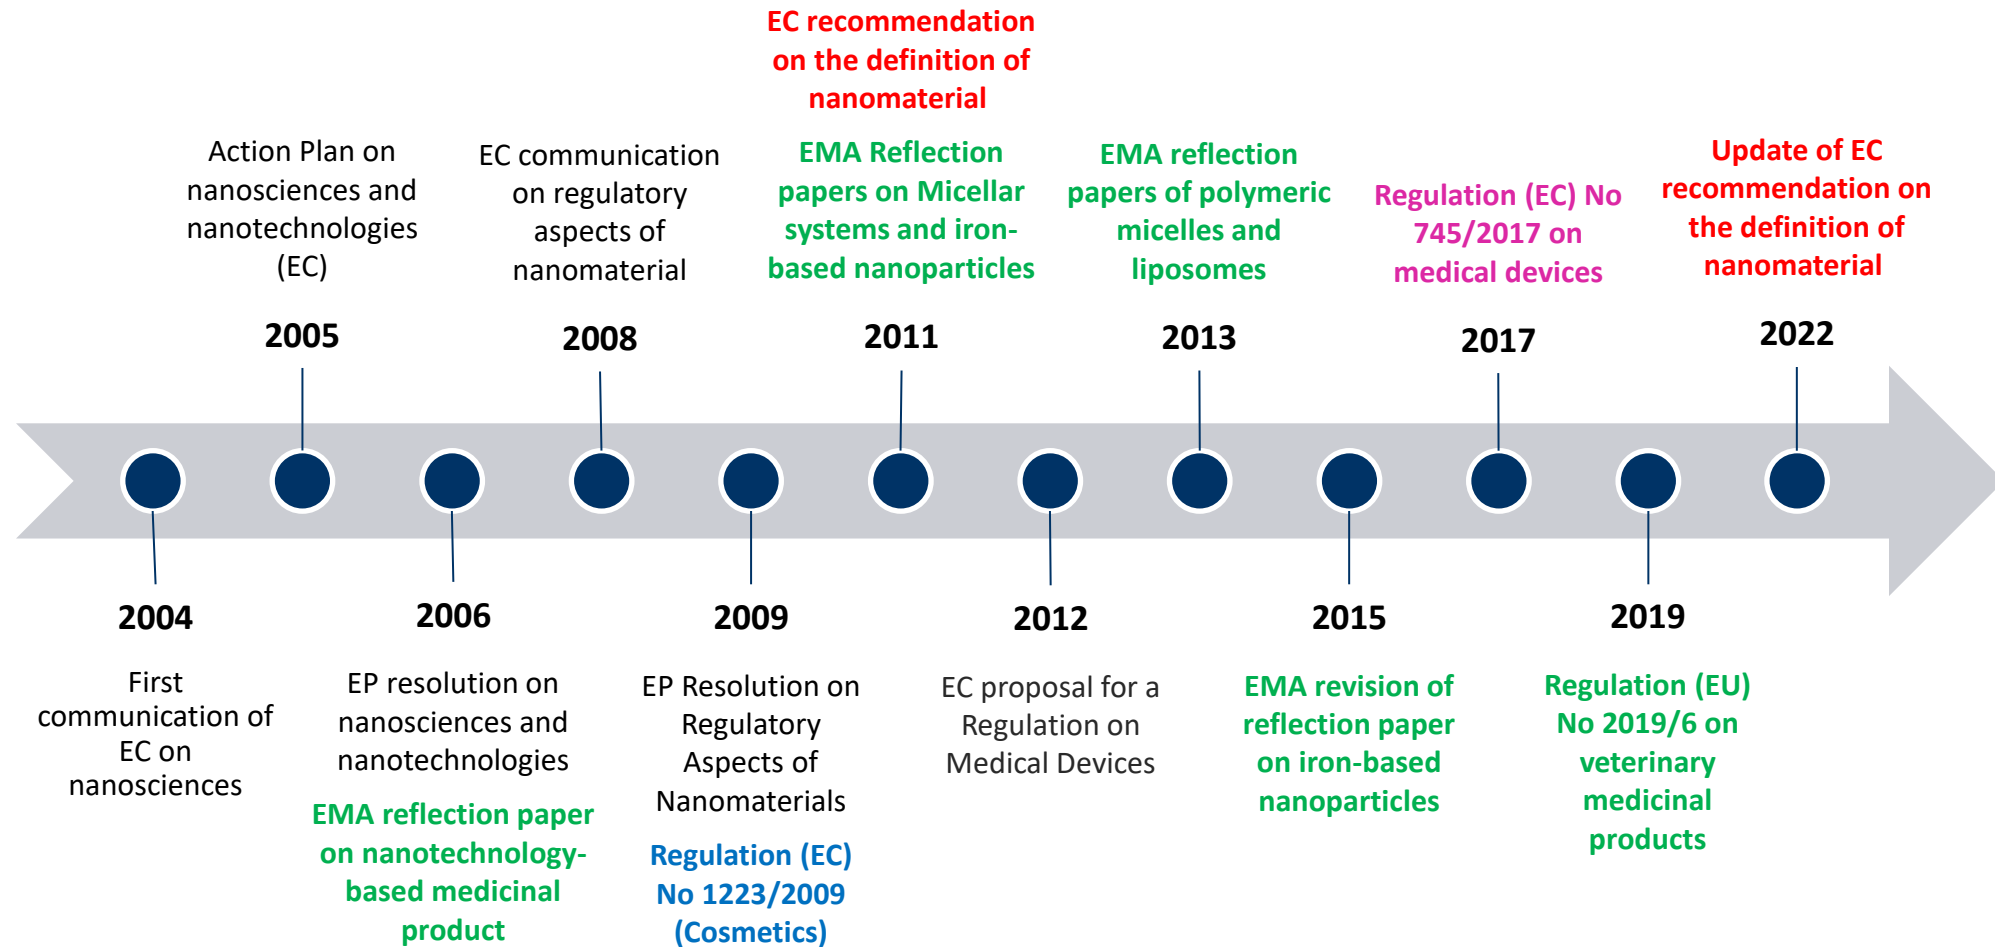 EC recommendation
on the definition of
nanomaterial
Action Plan on
nanosciences and
nanotechnologies
(EC)
2005
EC communication
on regulatory
aspects of
nanomaterial
2008
EMA Reflection
papers on Micellar
systems and iron-
based nanoparticles
2011
EMA reflection
papers of polymeric
micelles and
liposomes
2013
Regulation (EC) No
745/2017 on
medical devices
2017
Update of EC
recommendation on
the definition of
nanomaterial
2022
2004
First
communication of
EC on
nanosciences
2006
EP resolution on
nanosciences and
nanotechnologies
EMA reflection paper
on nanotechnology-
based medicinal
product
2009
EP Resolution on
Regulatory
Aspects of
Nanomaterials
Regulation (EC)
No 1223/2009
(Cosmetics)
2012
EC proposal for a
Regulation on
Medical Devices
2015
EMA revision of
reflection paper
on iron-based
nanoparticles
2019
Regulation (EU)
No 2019/6 on
veterinary
medicinal
products